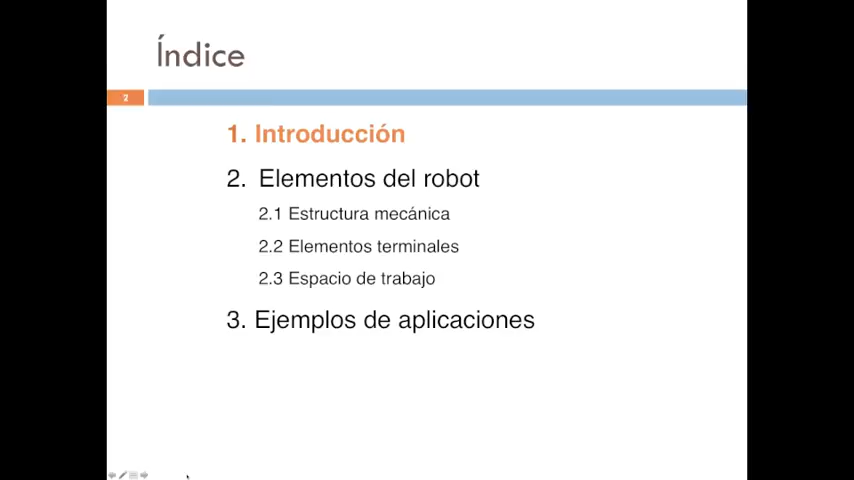 Índice
2
1. Introducción
2. Elementos del robot
2.1 Estructura mecánica
2.2 Elementos terminales
2.3 Espacio de trabajo
3. Ejemplos de aplicaciones